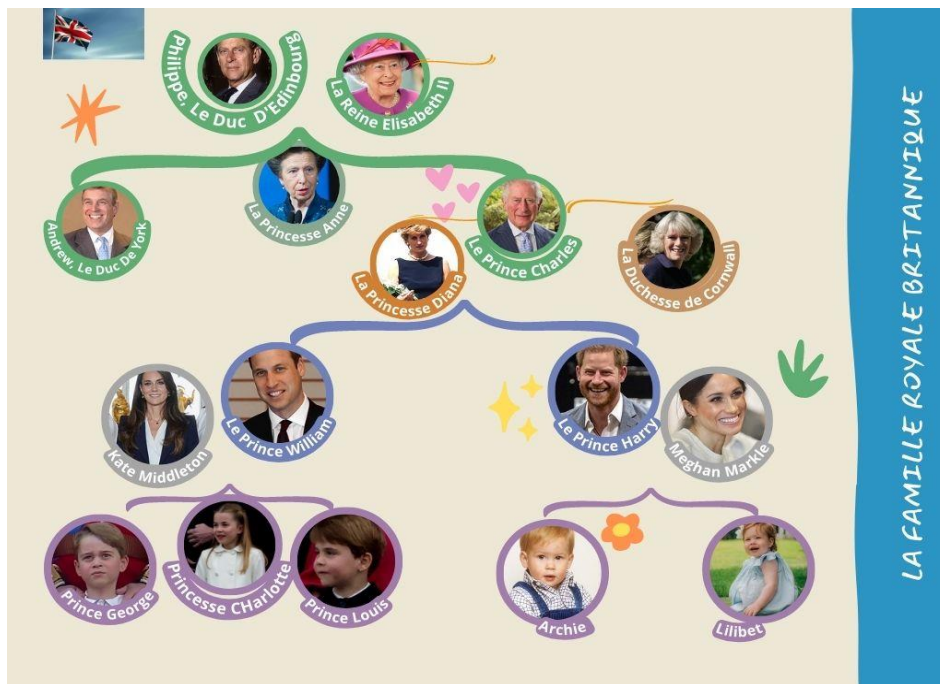 Philippe, Le Duc D'Edinbourg
La Reine Elisabeth II
Andrew, Le Duc De York
La Princesse Anne
Le Prince Charles
La Princesse Diana
La Duchesse de Cornwall
Kate Middleton
Le Prince William
Le Prince Harry
Meghan Markle
Prince George
Princesse CHarlotte
Prince Louis
Archie
Lilibet
LA FAMILLE ROYALE BRITANNIQUE